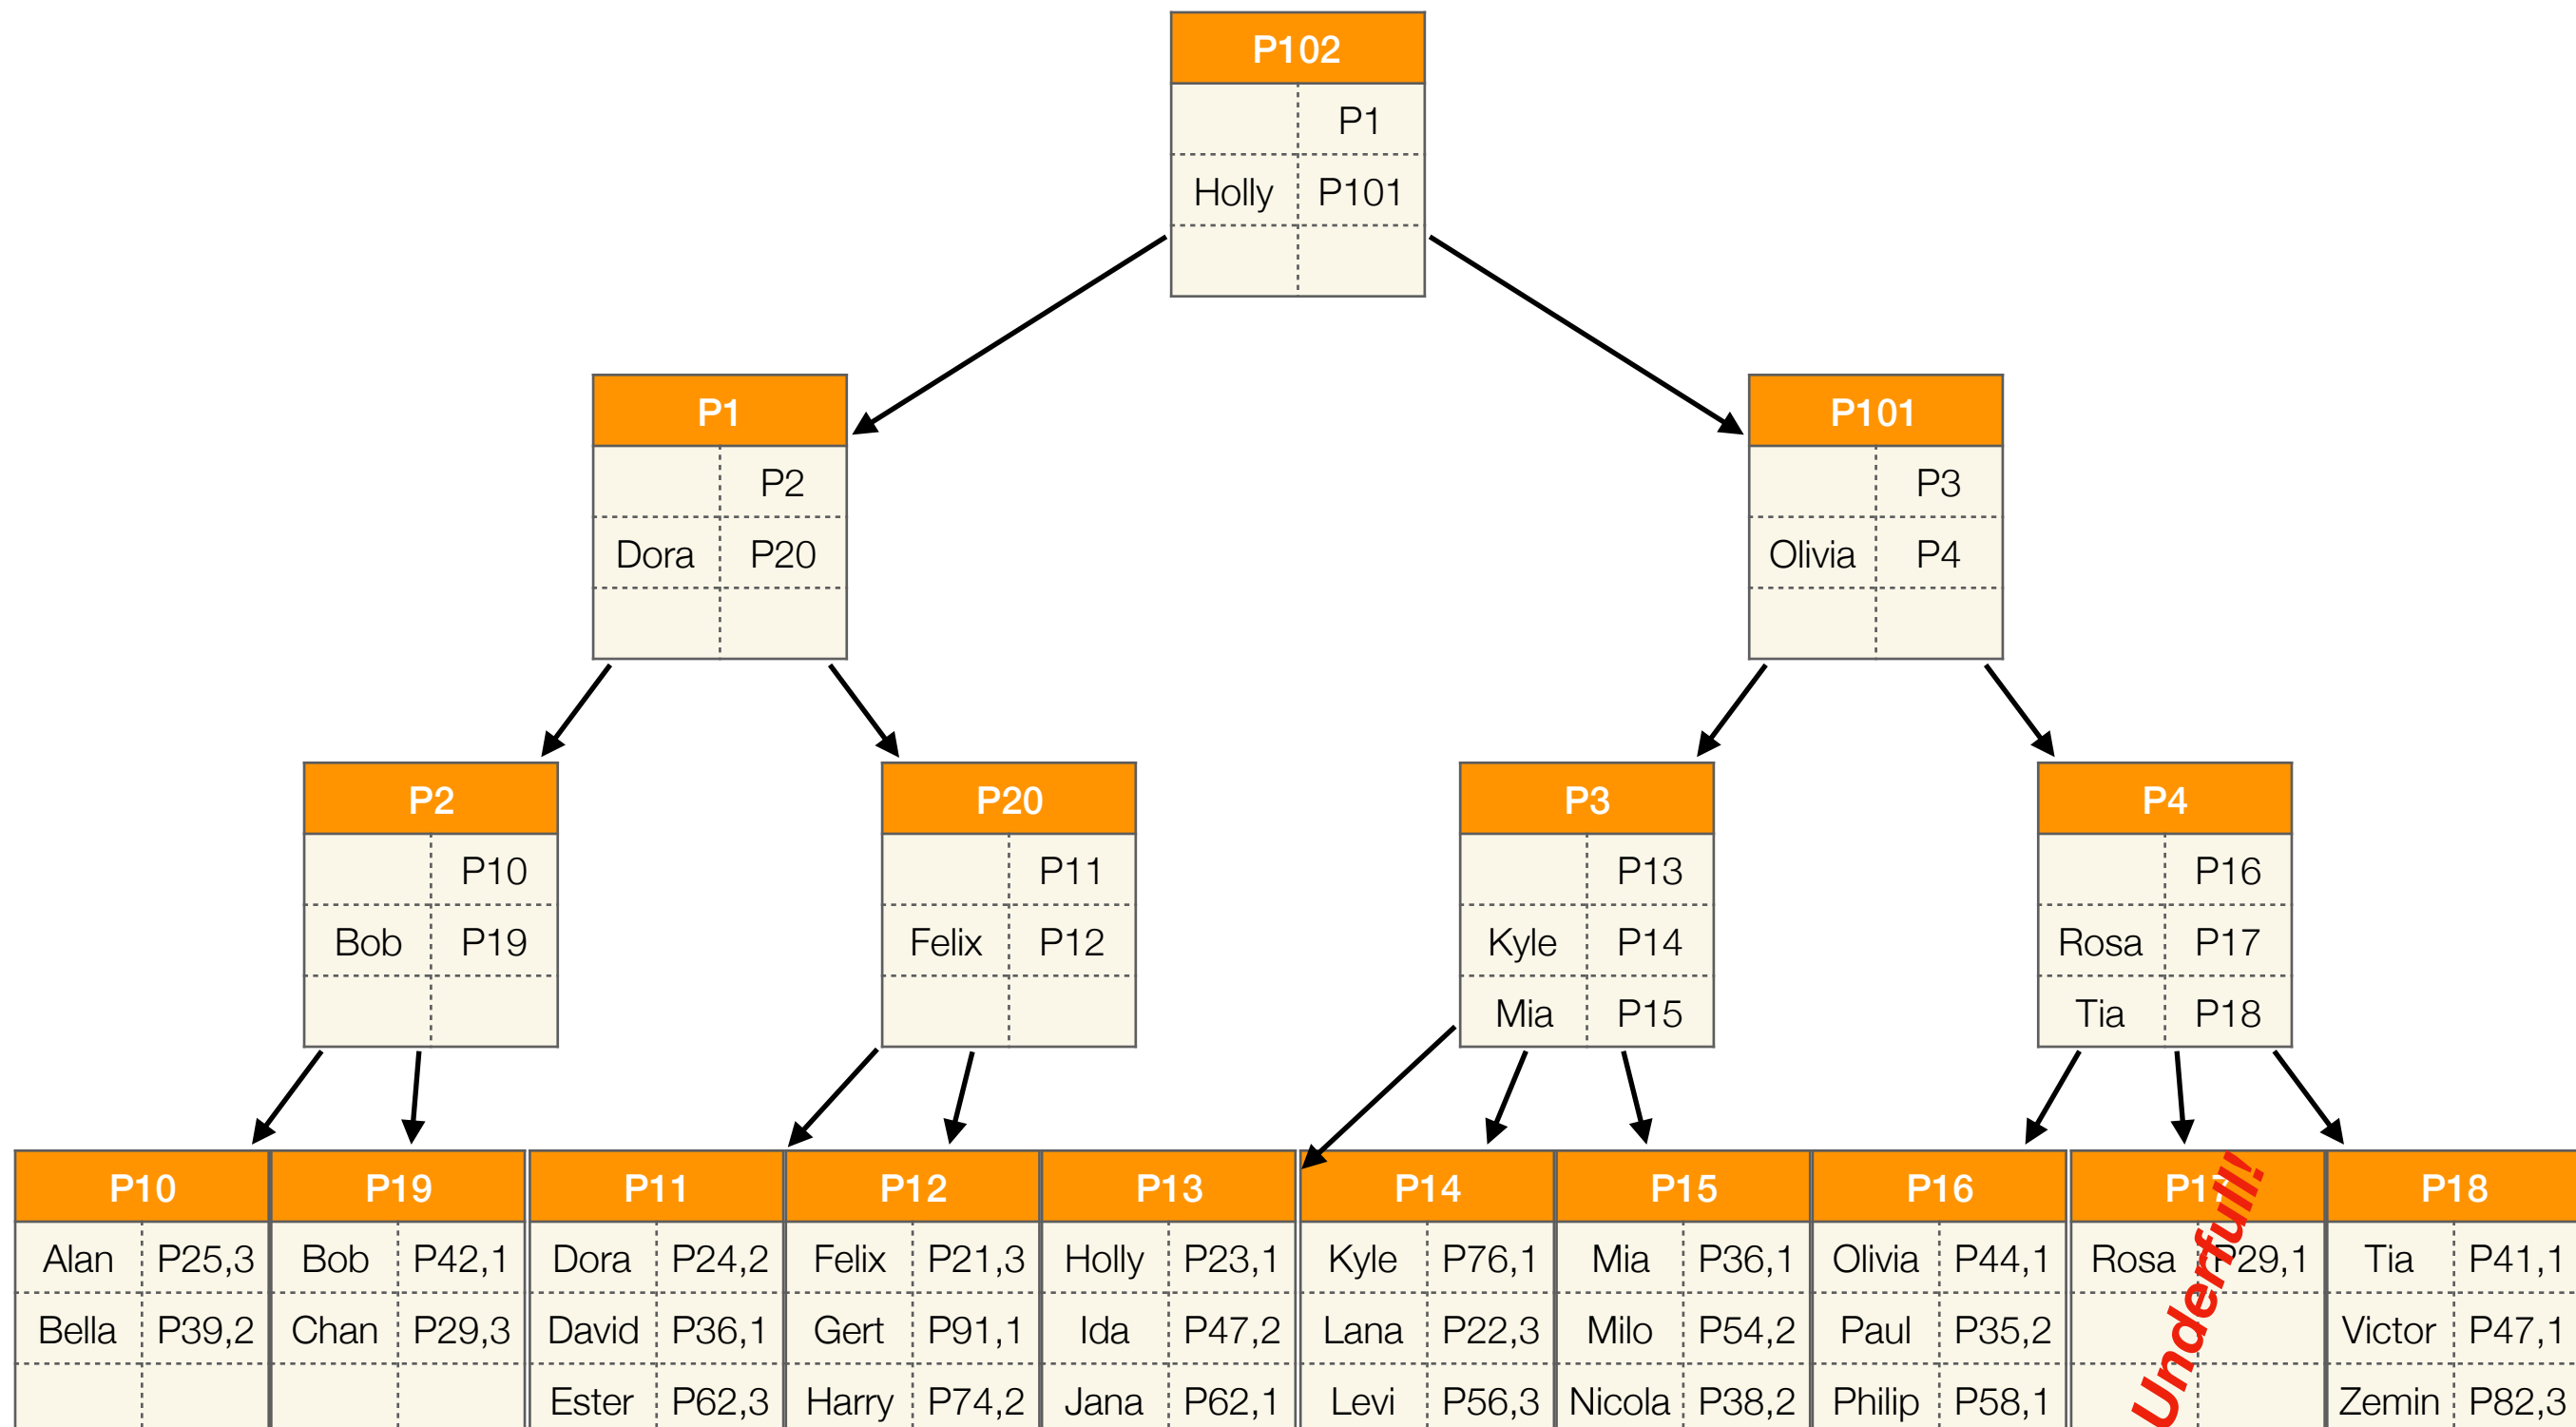 P102
P1
Holly P101
P1
P2
Dora P20
P101
P3
Olivia P4
P2
P10
Bob P19
P20
P11
Felix P12
P3
P13
Kyle P14
Mia P15
P4
P16
Rosa P17
Tia P18
P10
Alan P25,3
Bella P39,2
P19
Bob P42,1
Chan P29,3
P11
Dora P24,2
David P36,1
Ester P62,3
P12
Felix P21,3
Gert P91,1
Harry P74,2
P13
Holly P23,1
Ida P47,2
Jana P62,1
P14
Kyle P76,1
Lana P22,3
Levi P56,3
P15
Mia P36,1
Milo P54,2
Nicola P38,2
P16
Olivia P44,1
Paul P35,2
Philip P58,1
P17
Rosa P29,1
Underfull!
P18
Tia P41,1
Victor P47,1
Zemin P82,3